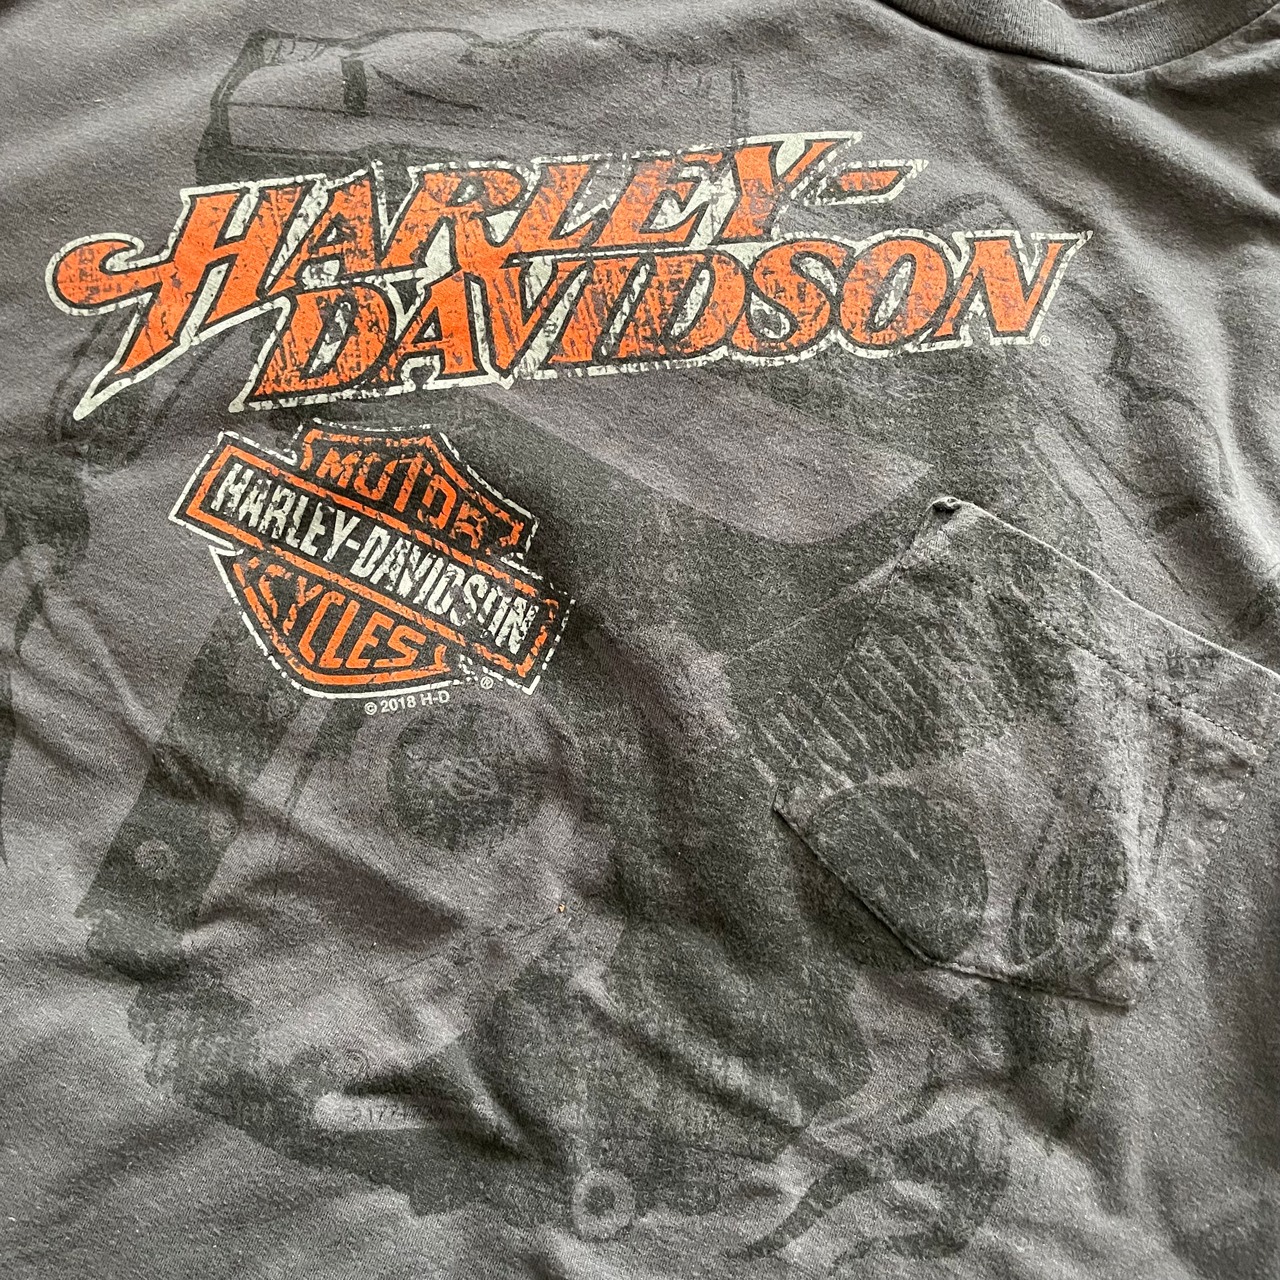 HARLEY-
DAVIDSON®
MOTOR
HARLEY-DAVIDSON
CYCLES
®
© 2018 H-D